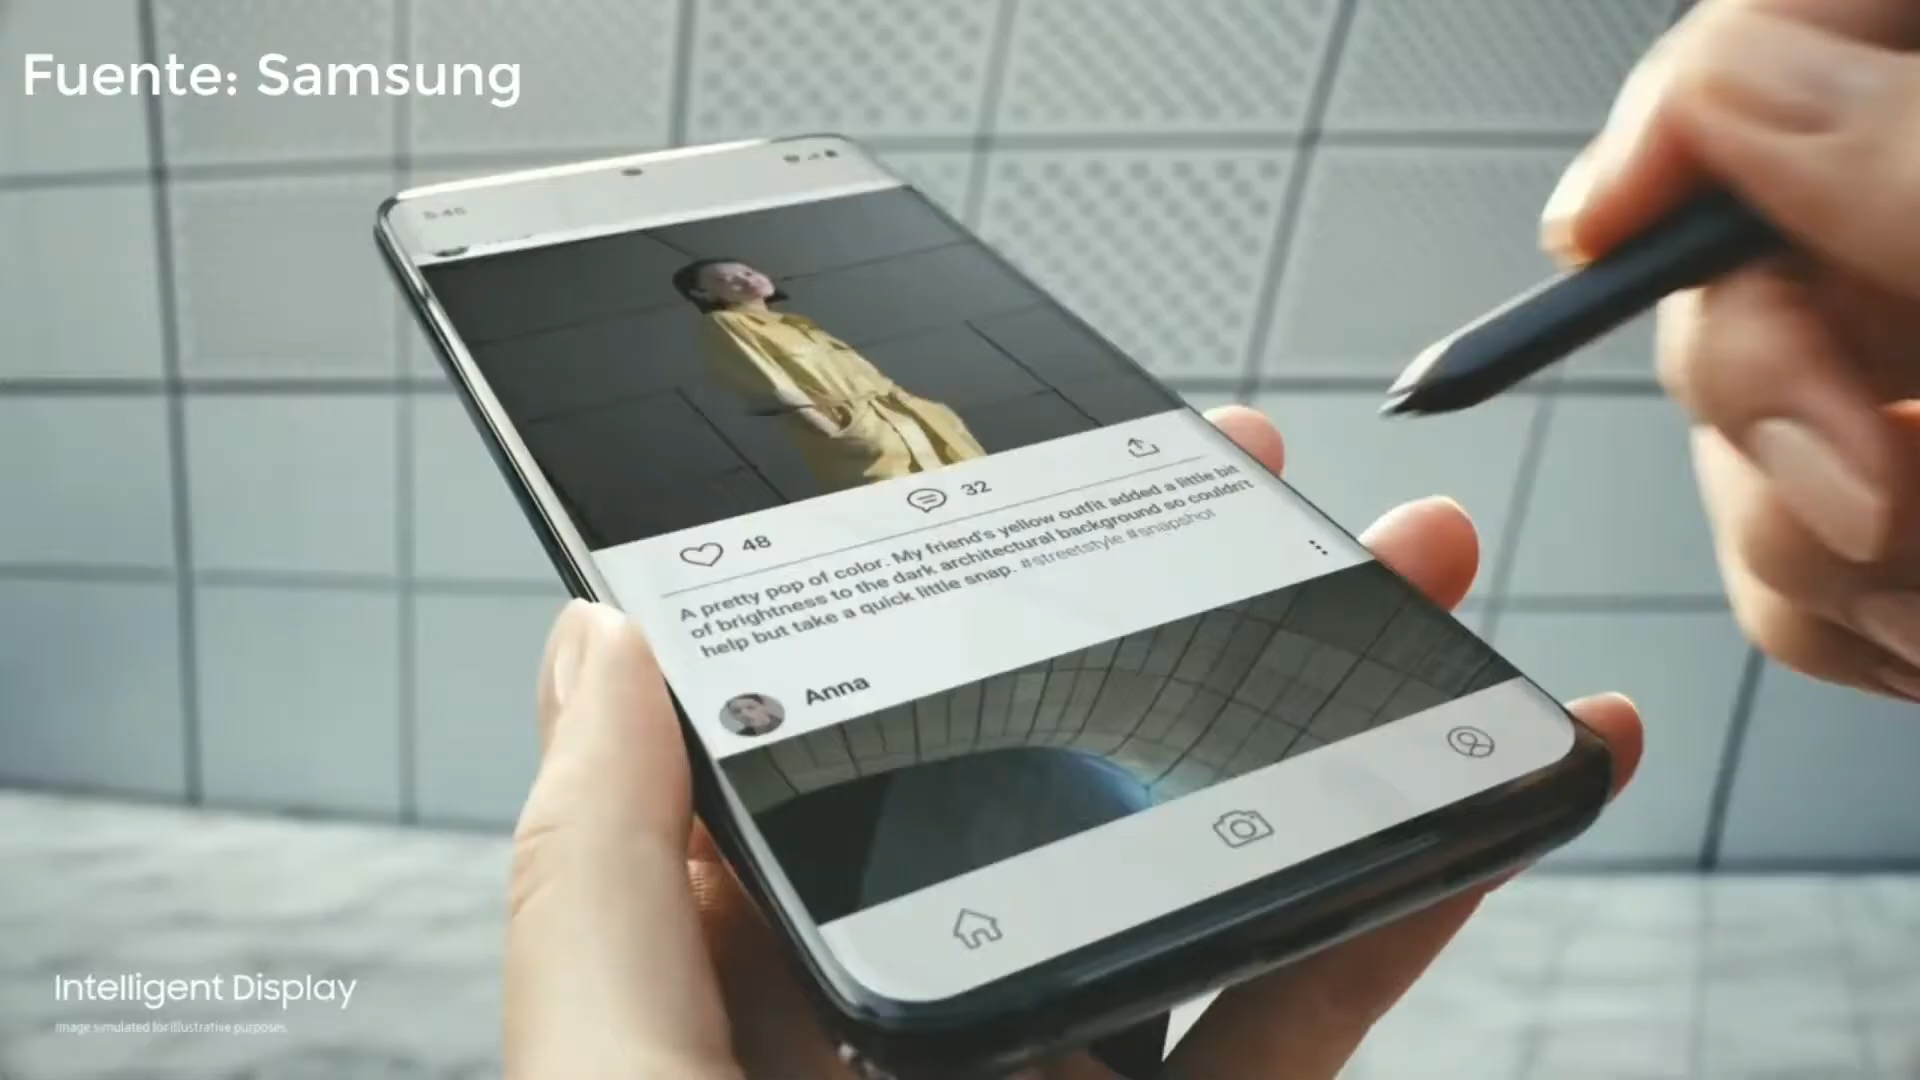 Fuente: Samsung
48
32
A pretty pop of color. My friend's yellow outfit added a little bit
of brightness to the dark architectural background so couldn't
help but take a quick little snap. #streetstyle #snapshot
Anna
Intelligent Display
Image simulated for illustrative purposes.